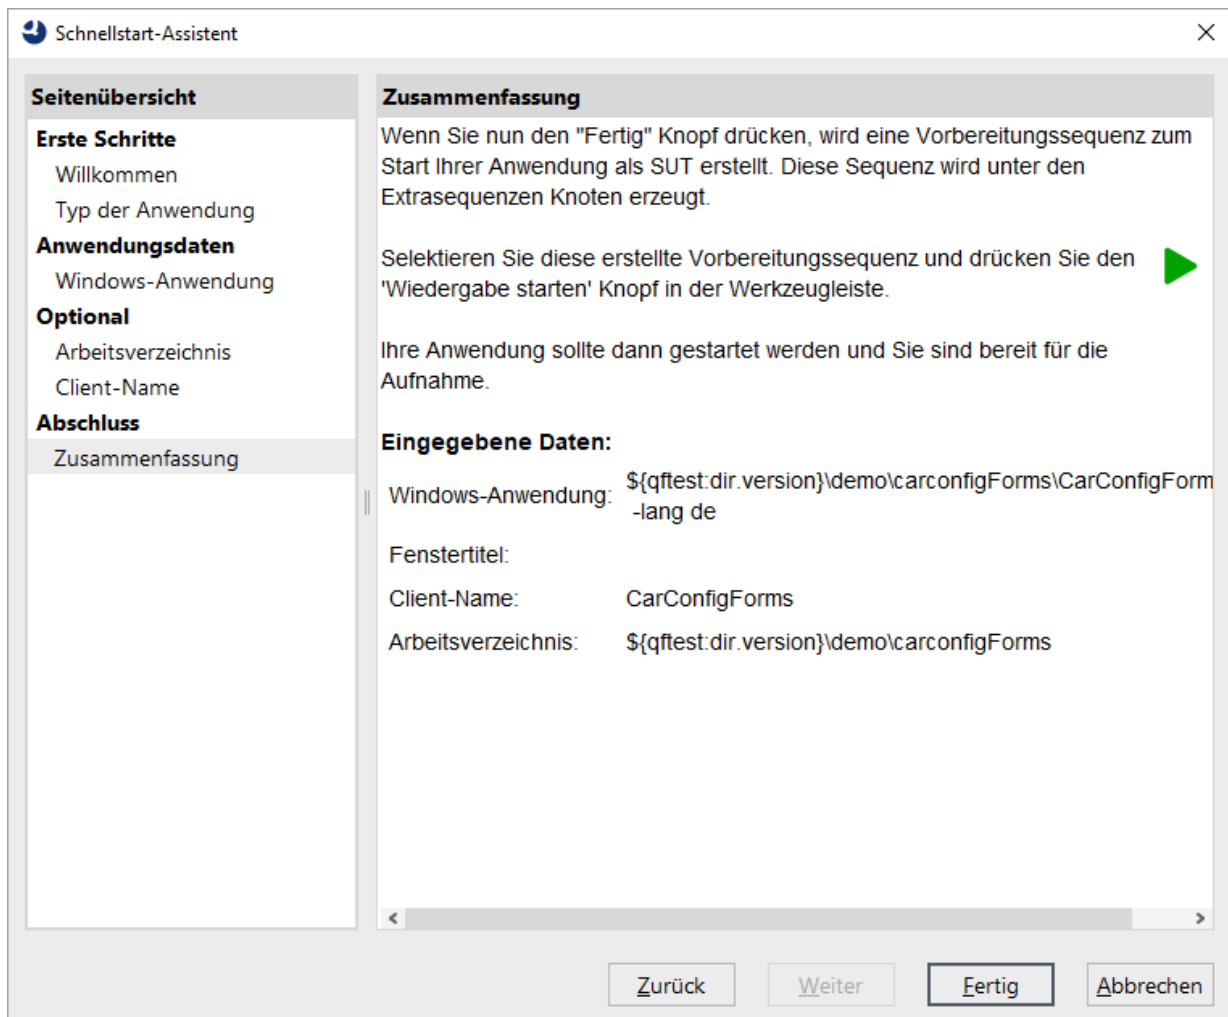 Schnellstart-Assistent
Seitenübersicht
Erste Schritte
Willkommen
Typ der Anwendung
Anwendungsdaten
Windows-Anwendung
Optional
Arbeitsverzeichnis
Client-Name
Abschluss
Zusammenfassung
Zusammenfassung
Wenn Sie nun den "Fertig" Knopf drücken, wird eine Vorbereitungssequenz zum
Start Ihrer Anwendung als SUT erstellt. Diese Sequenz wird unter den
Extrasequenzen Knoten erzeugt.
Selektieren Sie diese erstellte Vorbereitungssequenz und drücken Sie den
'Wiedergabe starten' Knopf in der Werkzeugleiste.
Ihre Anwendung sollte dann gestartet werden und Sie sind bereit für die
Aufnahme.
Eingegebene Daten:
Windows-Anwendung: ${qftest:dir.version}\demo\carconfigForms\CarConfigForm
-lang de
Fenstertitel:
Client-Name: CarConfigForms
Arbeitsverzeichnis: ${qftest:dir.version}\demo\carconfigForms
Zurück Weiter Fertig Abbrechen